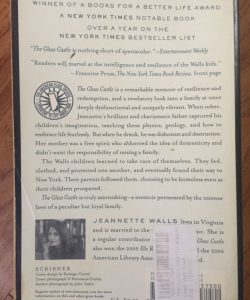 WINNER OF A BOOKS FOR A BETTER LIFE AWARD
A NEW YORK TIMES NOTABLE BOOK
OVER A YEAR ON THE
NEW YORK TIMES BESTSELLER LIST
"The Glass Castle is nothing short of spectacular." —Entertainment Weekly
"Readers will marvel at the intelligence and resilience of the Walls kids."
—Francine Prose, The New York Times Book Review, front page
The Glass Castle is a remarkable memoir of resilience and
redemption, and a revelatory look into a family at once
deeply dysfunctional and uniquely vibrant. When sober,
Jeannette's brilliant and charismatic father captured his
children's imagination, teaching them physics, geology, and how to
embrace life fearlessly. But when he drank, he was dishonest and destructive.
Her mother was a free spirit who abhorred the idea of domesticity and
didn't want the responsibility of raising a family.
The Walls children learned to take care of themselves. They fed,
clothed, and protected one another, and eventually found their way to
New York. Their parents followed them, choosing to be homeless even as
their children prospered.
The Glass Castle is truly astonishing—a memoir permeated by the intense
love of a peculiar but loyal family.
JEANNETTE WALLS lives in Virginia
and is married to the
a regular contributor
also won the 2005 Elle R
American Library Asso
Glass Castle
the 2006
SCRIBNER